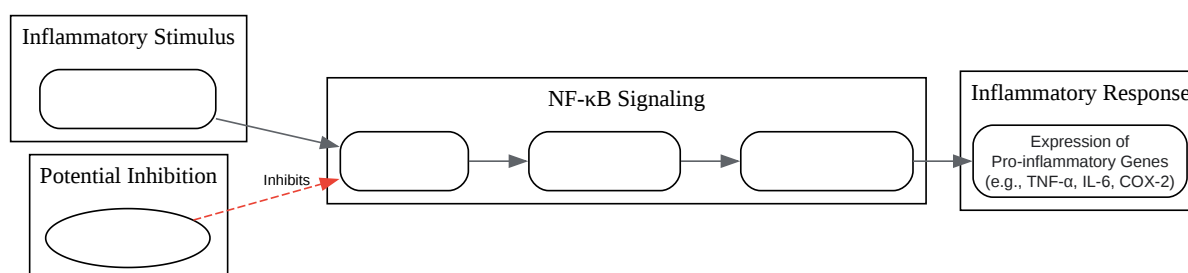 Inflammatory Stimulus
NF-κB Signaling
Inflammatory Response
Expression of
Pro-inflammatory Genes
(e.g., TNF-α, IL-6, COX-2)
Potential Inhibition
Inhibits